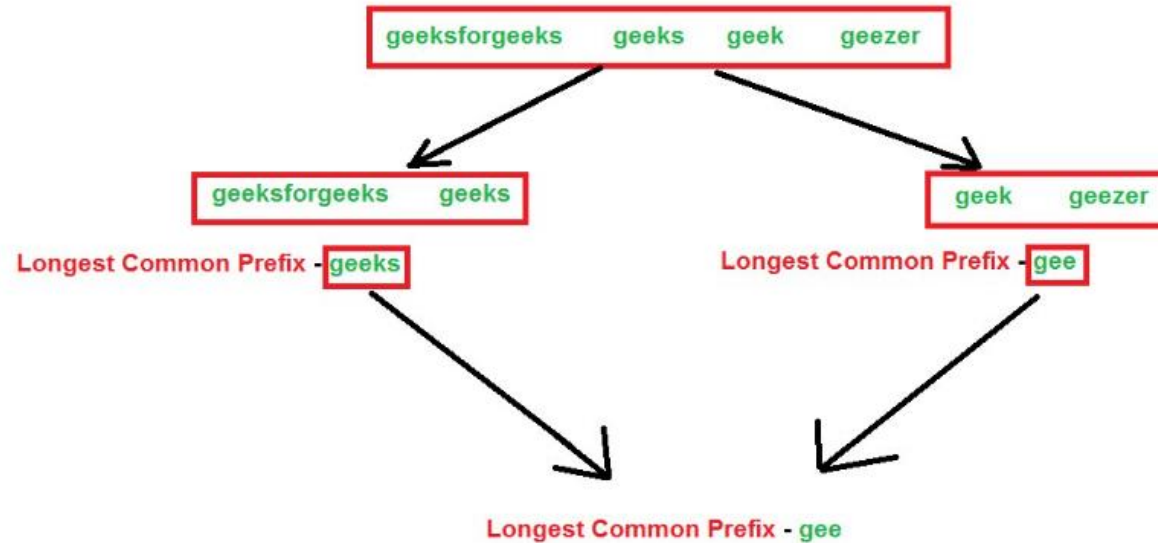 geeksforgeeks geeks geek geezer
geeksforgeeks geeks
geek geezer
Longest Common Prefix - geeks
Longest Common Prefix - gee
Longest Common Prefix - gee